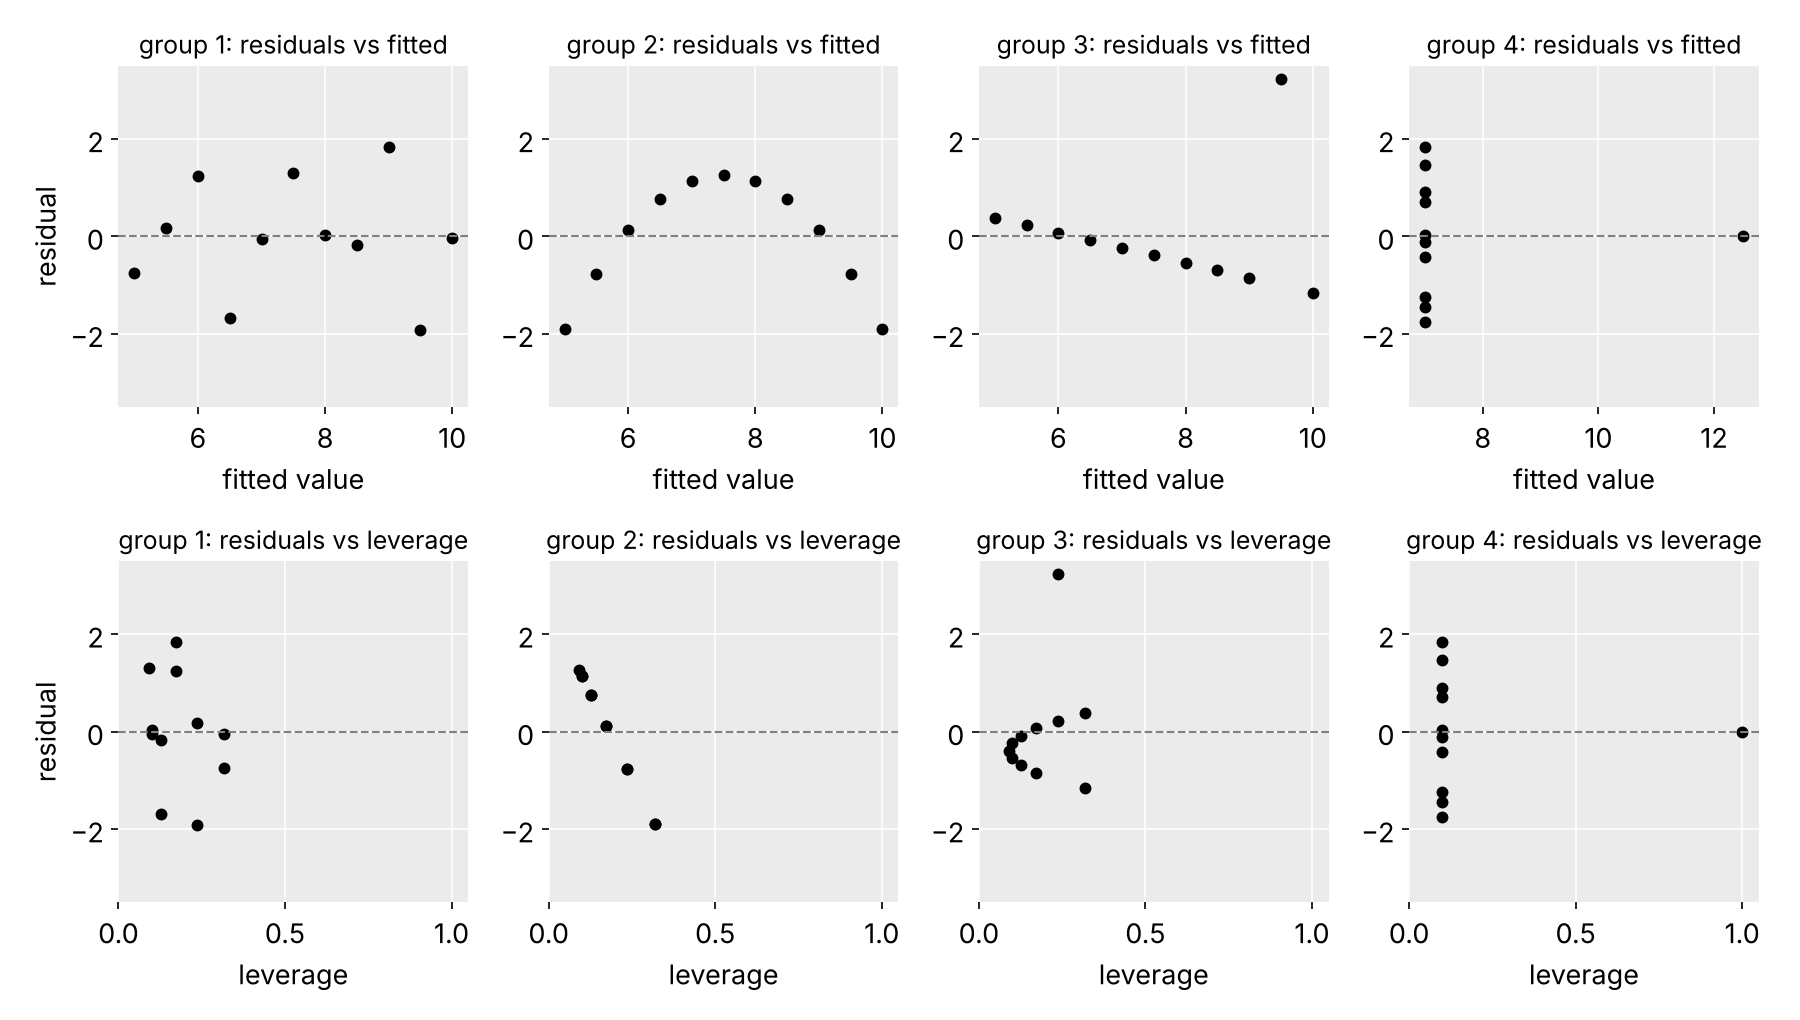 group 1: residuals vs fitted
group 2: residuals vs fitted
group 3: residuals vs fitted
group 4: residuals vs fitted
residual
2
0
−2
2
0
−2
2
0
−2
2
0
−2
6 8 10
6 8 10
6 8 10
8 10 12
fitted value
fitted value
fitted value
fitted value
group 1: residuals vs leverage
group 2: residuals vs leverage
group 3: residuals vs leverage
group 4: residuals vs leverage
residual
2
0
−2
2
0
−2
2
0
−2
2
0
−2
0.0 0.5 1.0
0.0 0.5 1.0
0.0 0.5 1.0
0.0 0.5 1.0
leverage
leverage
leverage
leverage